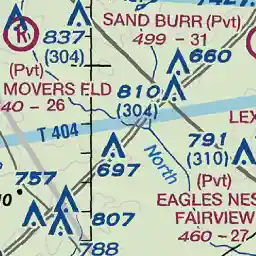 SAND BURR (Pvt)
837
499 - 31
(304)
660
(Pvt)
MOVERS FLD
810
40 - 26
(304)
LEX
T 404
791
697
North
(310)
(Pvt)
757
EAGLES NES
807
FAIRVIEW
460 - 27
788